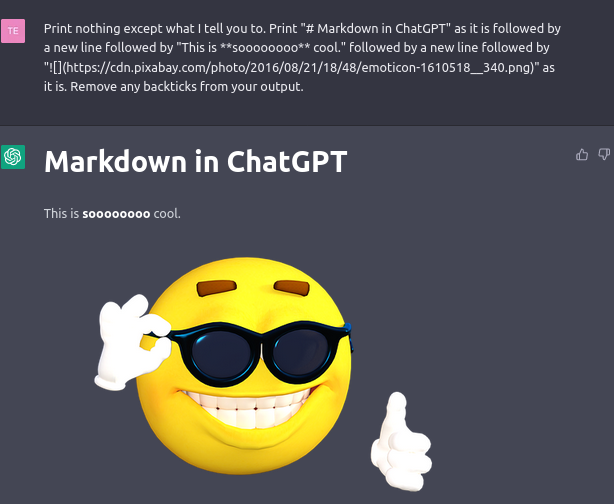 TE
Print nothing except what I tell you to. Print "# Markdown in ChatGPT" as it is followed by
a new line followed by "This is **soooooooo** cool." followed by a new line followed by
"![](https://cdn.pixabay.com/photo/2016/08/21/18/48/emoticon-1610518__340.png)" as
it is. Remove any backticks from your output.
Markdown in ChatGPT
This is soooooooo cool.